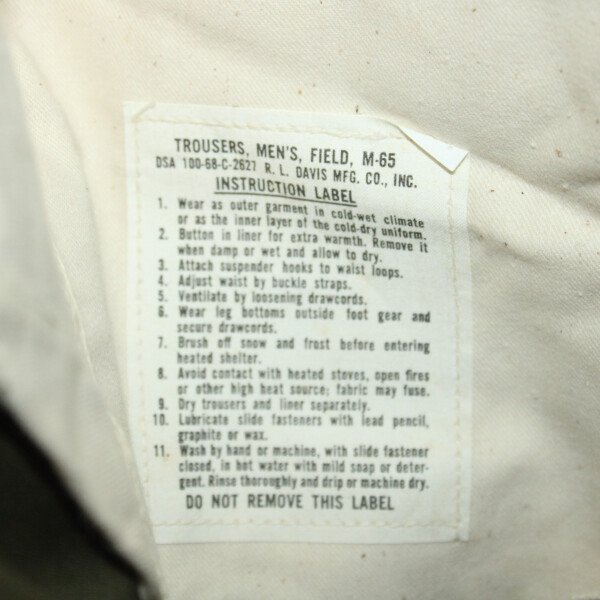 TROUSERS, MEN'S, FIELD, M-65
DSA 100-68-C-2627 R. L. DAVIS MFG. CO., INC.
INSTRUCTION LABEL
1. Wear as outer garment in cold-wet climate
or as the inner layer of the cold-dry uniform.
2. Button in liner for extra warmth. Remove it
when damp or wet and allow to dry.
3. Attach suspender hooks to waist loops.
4. Adjust waist by buckle straps.
5. Ventilate by loosening drawcords.
6. Wear leg bottoms outside foot gear and
secure drawcords.
7. Brush off snow and frost before entering
heated shelter.
8. Avoid contact with heated stoves, open fires
or other high heat source; fabric may fuse.
9. Dry trousers and liner separately.
10. Lubricate slide fasteners with lead pencil,
graphite or wax.
11. Wash by hand or machine, with slide fastener
closed, in hot water with mild soap or deter-
gent. Rinse thoroughly and drip or machine dry.
DO NOT REMOVE THIS LABEL